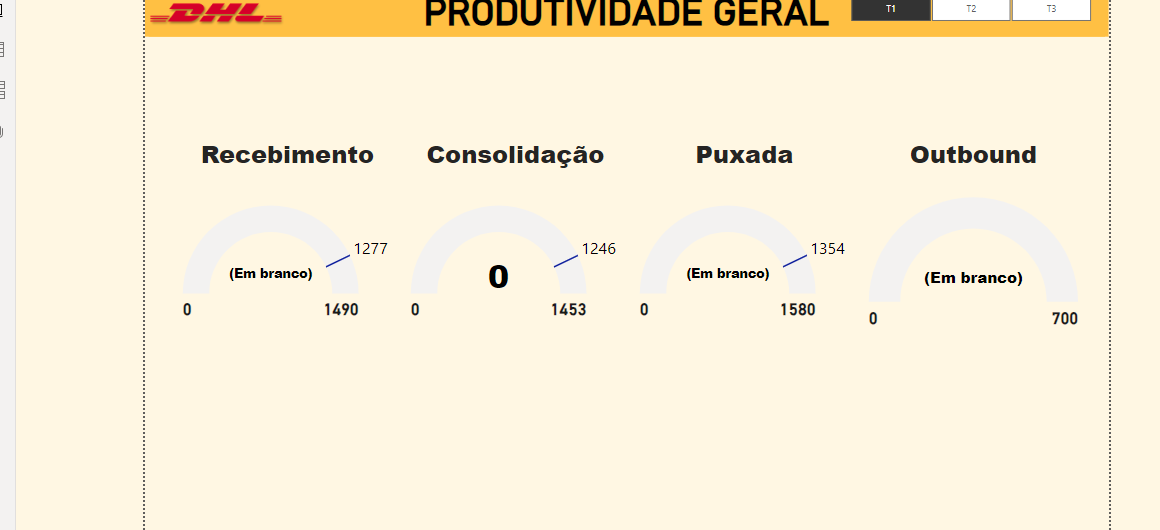 DHL
PRODUTIVIDADE GERAL
T1
T2
T3
Recebimento
Consolidação
Puxada
Outbound
1277
(Em branco)
0
1490
1246
0
0
1453
1354
(Em branco)
0
1580
(Em branco)
0
700